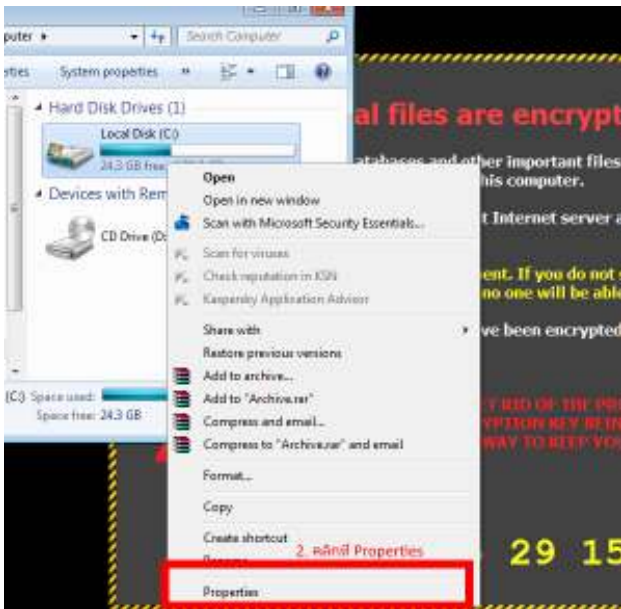 puter
Search Computer
System properties
Hard Disk Drives (1)
Local Disk (C:)
24.3 GB free
Devices with Rem
CD Drive (D:
(C:) Space used:
Space free: 24.3 GB
Open
Open in new window
Scan with Microsoft Security Essentials...
Scan for viruses
Check reputation in KSN
Kaspersky Application Advisor
Share with
Restore previous versions
Add to archive...
Add to "Archive.rar"
Compress and email...
Compress to "Archive.rar" and email
Format...
Copy
Create shortcut
2. คลิกที่ Properties
Properties
al files are encrypt
atabases and other important files
his computer.
t Internet server a
ent. If you do not
no one will be able
ve been encrypted
WAY TO KEEP YO
29 15